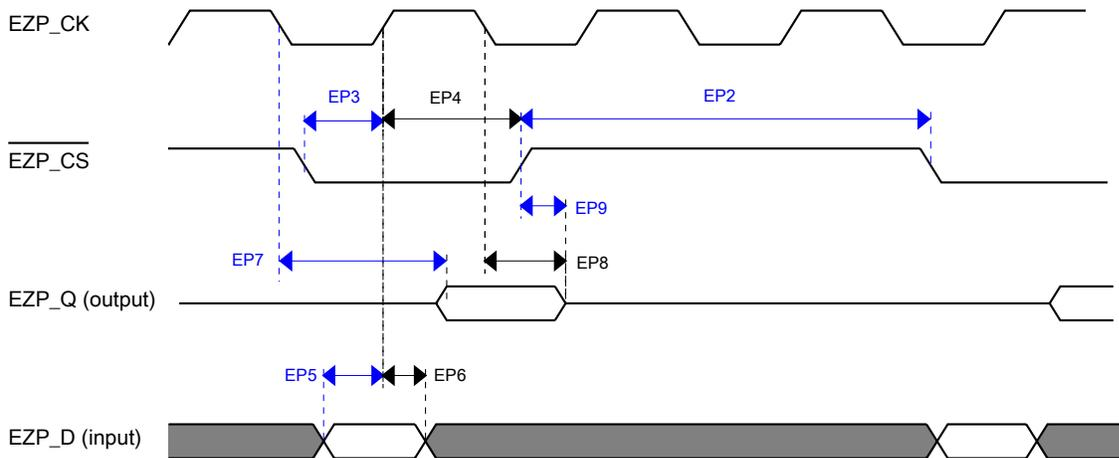 EZP_CK
EP3
EP4
EP2
EZP_CS
EP9
EP7
EP8
EZP_Q (output)
EP5
EP6
EZP_D (input)